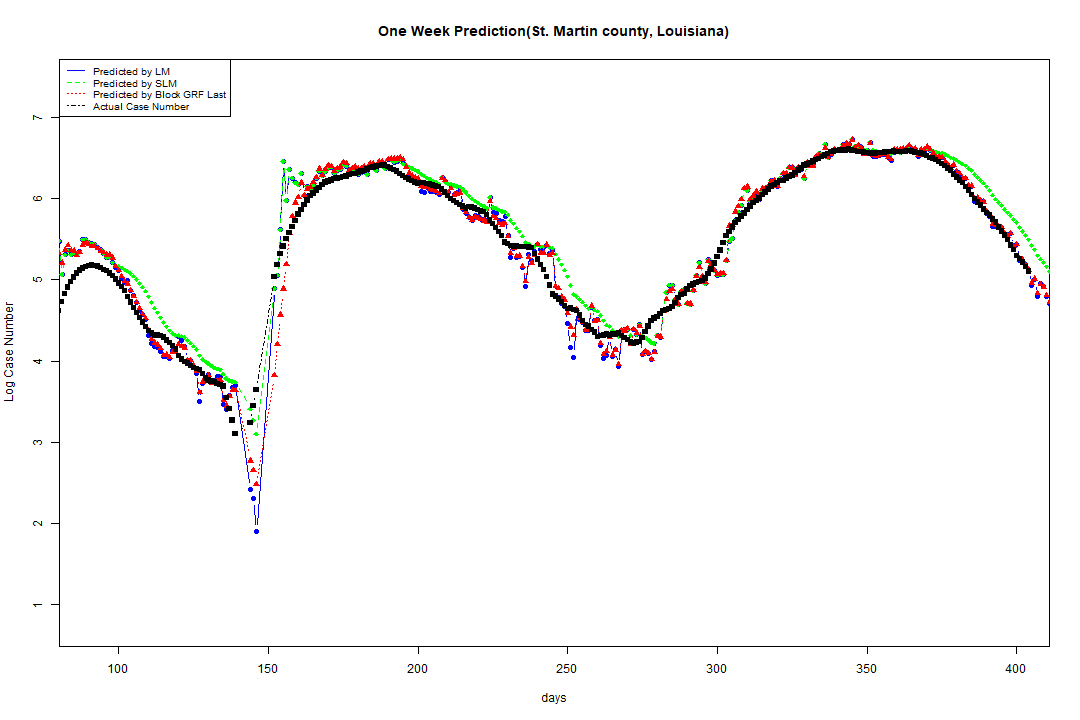 One Week Prediction(St. Martin county, Louisiana)
Predicted by LM
Predicted by SLM
Predicted by Block GRF Last
Actual Case Number
7
6
5
4
3
2
1
Log Case Number
100 150 200 250 300 350 400
days